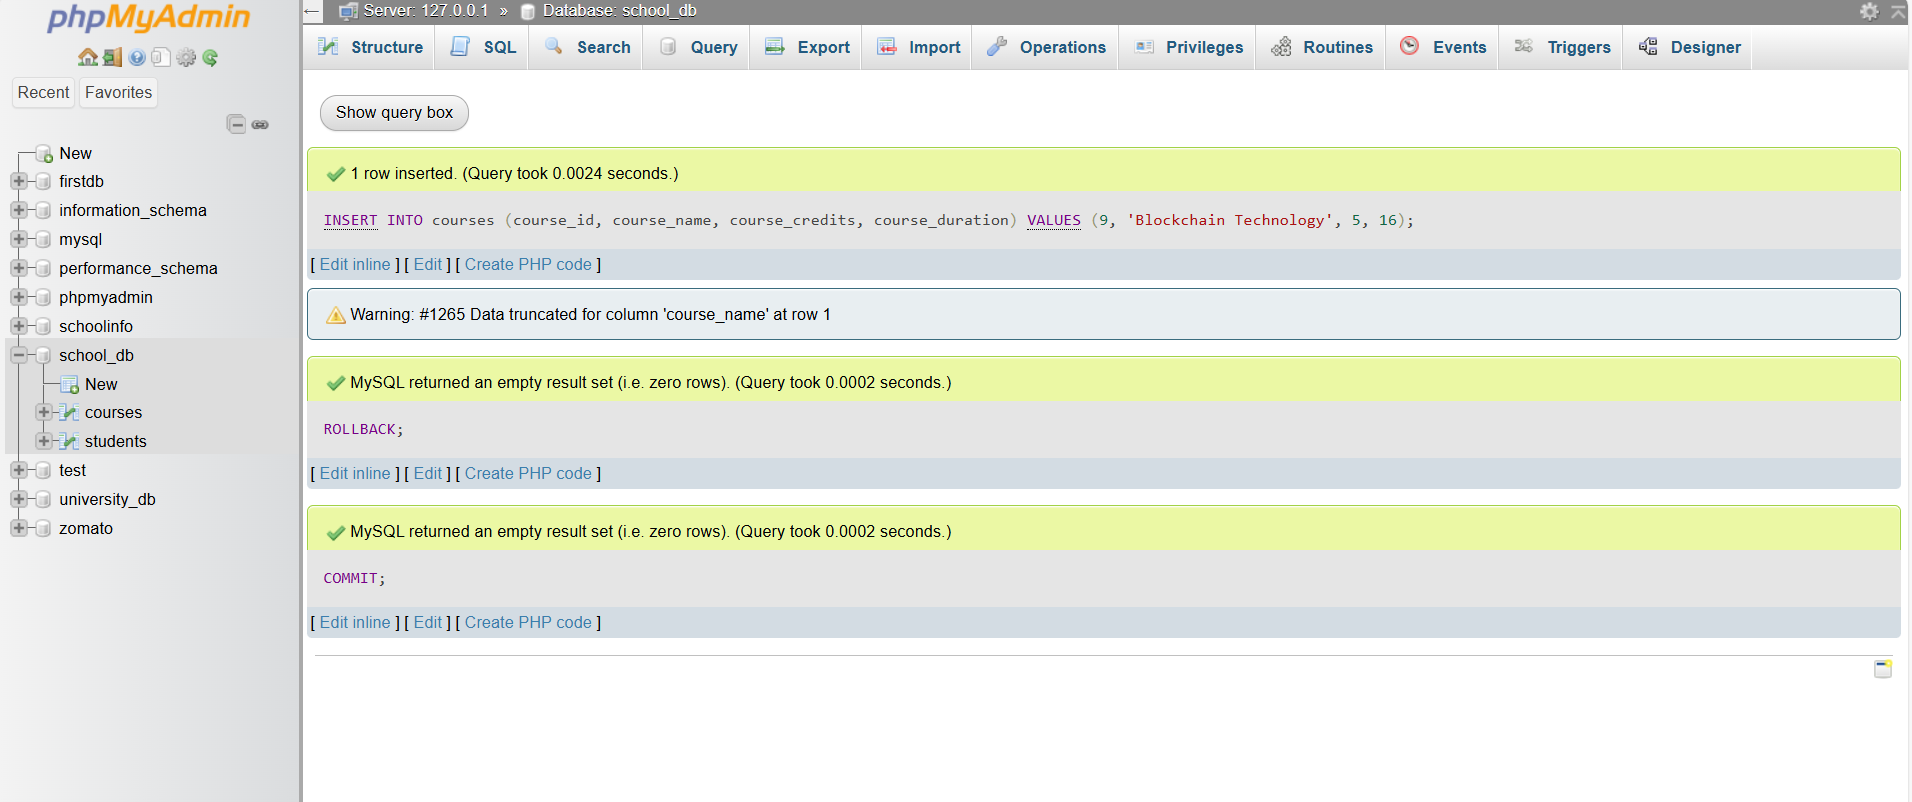 phpMyAdmin
Recent Favorites
New
firstdb
information_schema
mysql
performance_schema
phpmyadmin
schoolinfo
school_db
New
courses
students
test
university_db
zomato
← Server: 127.0.0.1 » Database: school_db
Structure SQL Search Query Export Import Operations Privileges Routines Events Triggers Designer
Show query box
1 row inserted. (Query took 0.0024 seconds.)
INSERT INTO courses (course_id, course_name, course_credits, course_duration) VALUES (9, 'Blockchain Technology', 5, 16);
[ Edit inline ] [ Edit ] [ Create PHP code ]
Warning: #1265 Data truncated for column 'course_name' at row 1
MySQL returned an empty result set (i.e. zero rows). (Query took 0.0002 seconds.)
ROLLBACK;
[ Edit inline ] [ Edit ] [ Create PHP code ]
MySQL returned an empty result set (i.e. zero rows). (Query took 0.0002 seconds.)
COMMIT;
[ Edit inline ] [ Edit ] [ Create PHP code ]